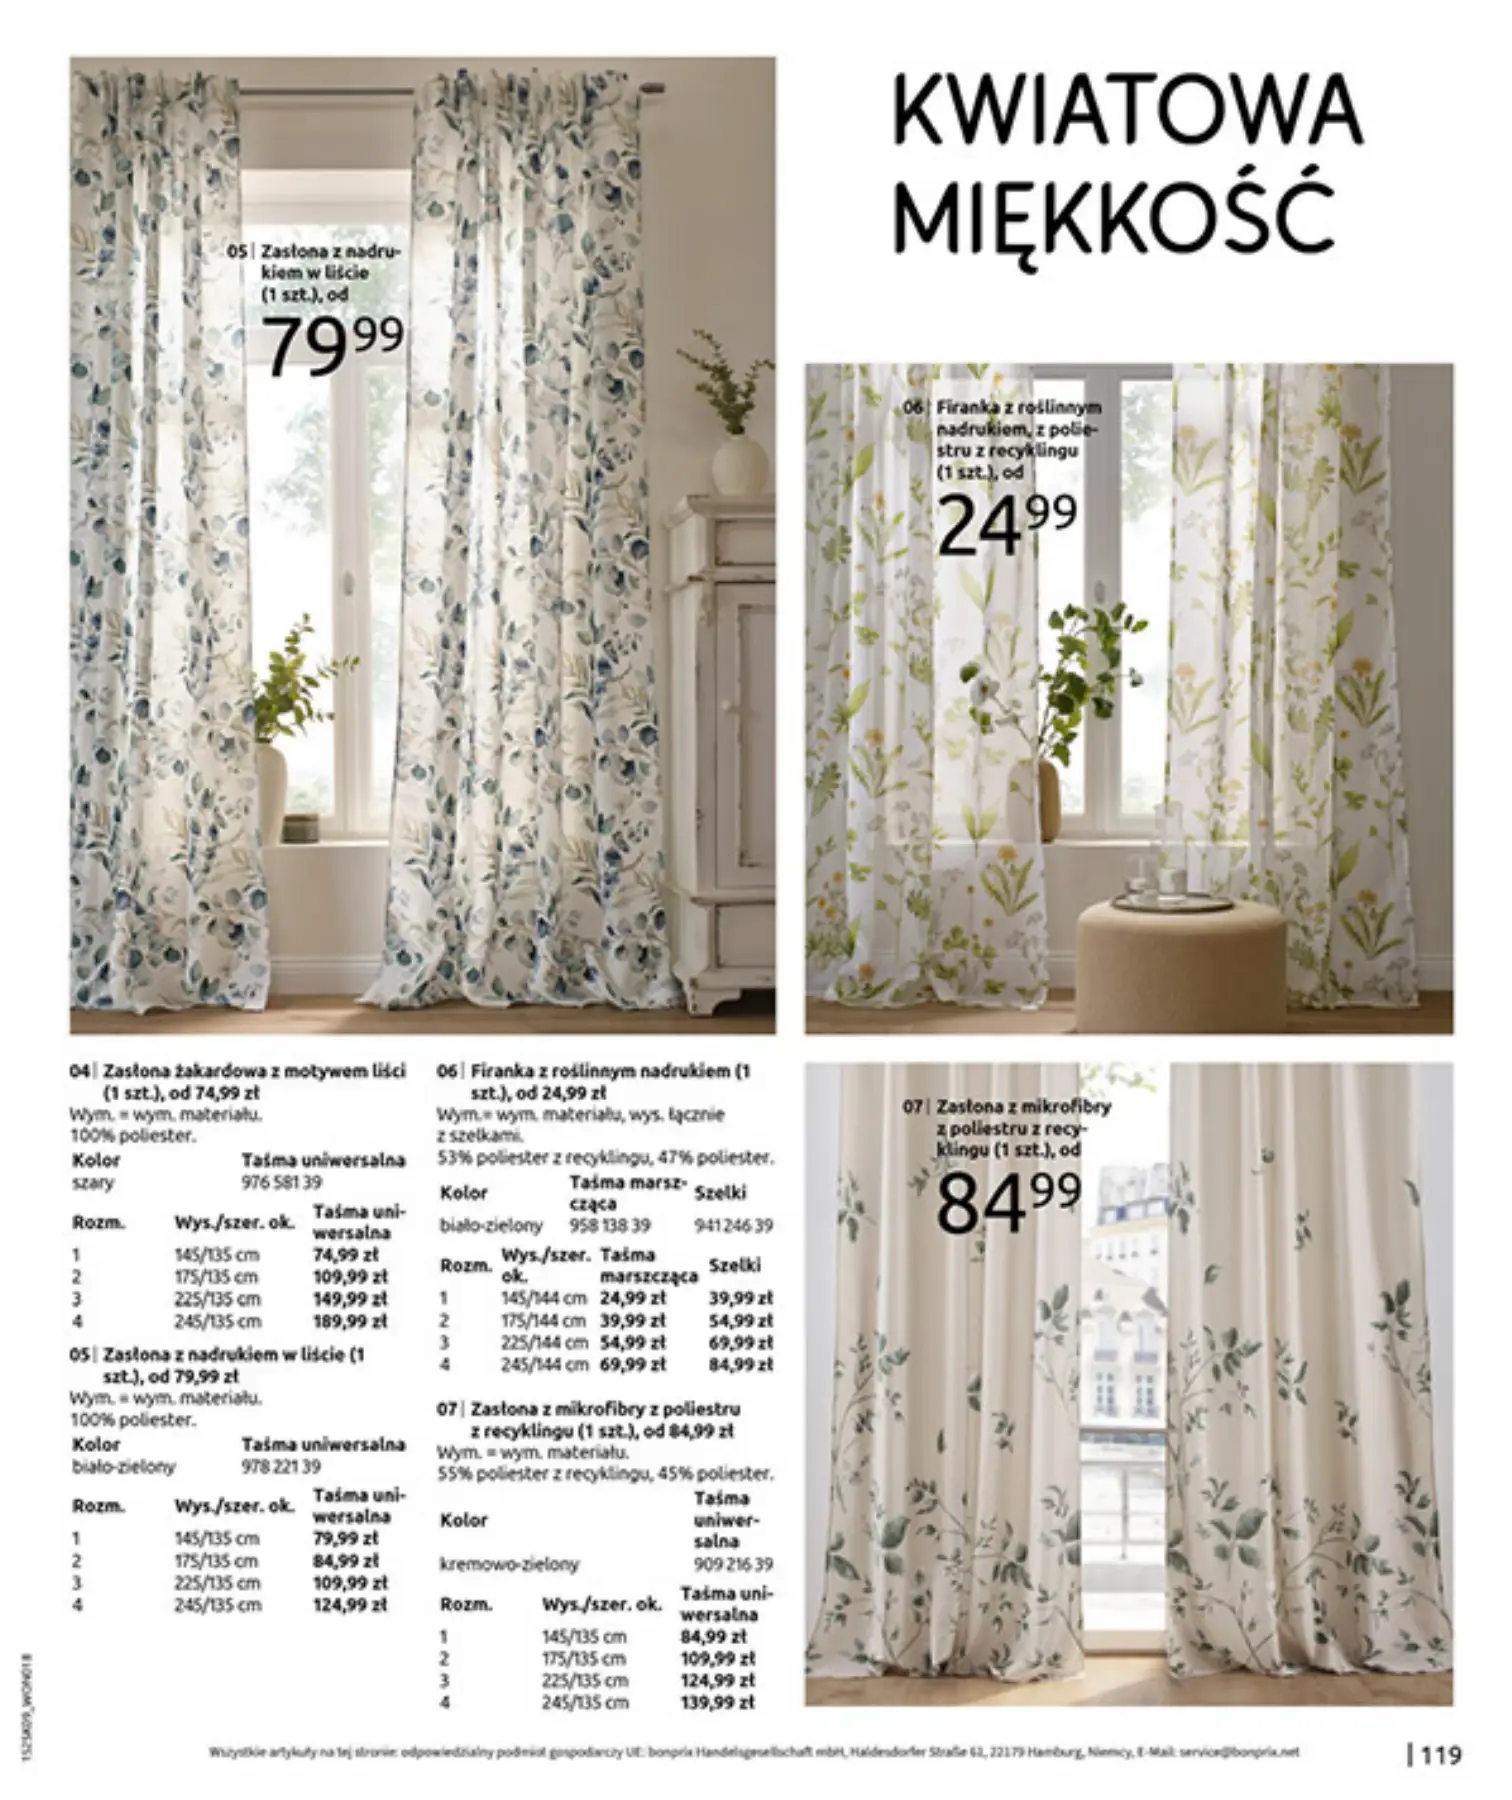 KWIATOWA
MIĘKKOŚĆ
05| Zasłona z nadru-
kiem w liście
(1 szt.), od
79⁹⁹
06| Firanka z roślinnym
nadrukiem, z polie-
stru z recyklingu
(1 szt.), od
24⁹⁹
04| Zasłona żakardowa z motywem liści
(1 szt.), od 74,99 zł
Wym. = wym. materiału.
100% poliester.
Kolor Taśma uniwersalna
szary 976 581 39
Rozm. Wys./szer. ok. Taśma uni-
wersalna
1 145/135 cm 74,99 zł
2 175/135 cm 109,99 zł
3 225/135 cm 149,99 zł
4 245/135 cm 189,99 zł
05| Zasłona z nadrukiem w liście (1
szt.), od 79,99 zł
Wym. = wym. materiału.
100% poliester.
Kolor Taśma uniwersalna
biało-zielony 978 221 39
Rozm. Wys./szer. ok. Taśma uni-
wersalna
1 145/135 cm 79,99 zł
2 175/135 cm 84,99 zł
3 225/135 cm 109,99 zł
4 245/135 cm 124,99 zł
06| Firanka z roślinnym nadrukiem (1
szt.), od 24,99 zł
Wym.= wym. materiału, wys. łącznie
z szelkami.
53% poliester z recyklingu, 47% poliester.
Kolor Taśma marsz-
cząca Szelki
biało-zielony 958 138 39 941 246 39
Rozm. Wys./szer.
ok. Taśma
marszcząca Szelki
1 145/144 cm 24,99 zł 39,99 zł
2 175/144 cm 39,99 zł 54,99 zł
3 225/144 cm 54,99 zł 69,99 zł
4 245/144 cm 69,99 zł 84,99 zł
07| Zasłona z mikrofibry z poliestru
z recyklingu (1 szt.), od 84,99 zł
Wym. = wym. materiału.
55% poliester z recyklingu, 45% poliester.
Kolor Taśma
uniwer-
salna
kremowo-zielony 909 216 39
Rozm. Wys./szer. ok. Taśma uni-
wersalna
1 145/135 cm 84,99 zł
2 175/135 cm 109,99 zł
3 225/135 cm 124,99 zł
4 245/135 cm 139,99 zł
07| Zasłona z mikrofibry
z poliestru z recy-
klingu (1 szt.), od
84⁹⁹
1525K09_WOFI018
Wszystkie artykuły na tej stronie: odpowiedzialny podmiot gospodarczy UE: bonprix Handelsgesellschaft mbH, Haldesdorfer Straße 61, 22179 Hamburg, Niemcy, E-Mail: service@bonprix.net
| 119